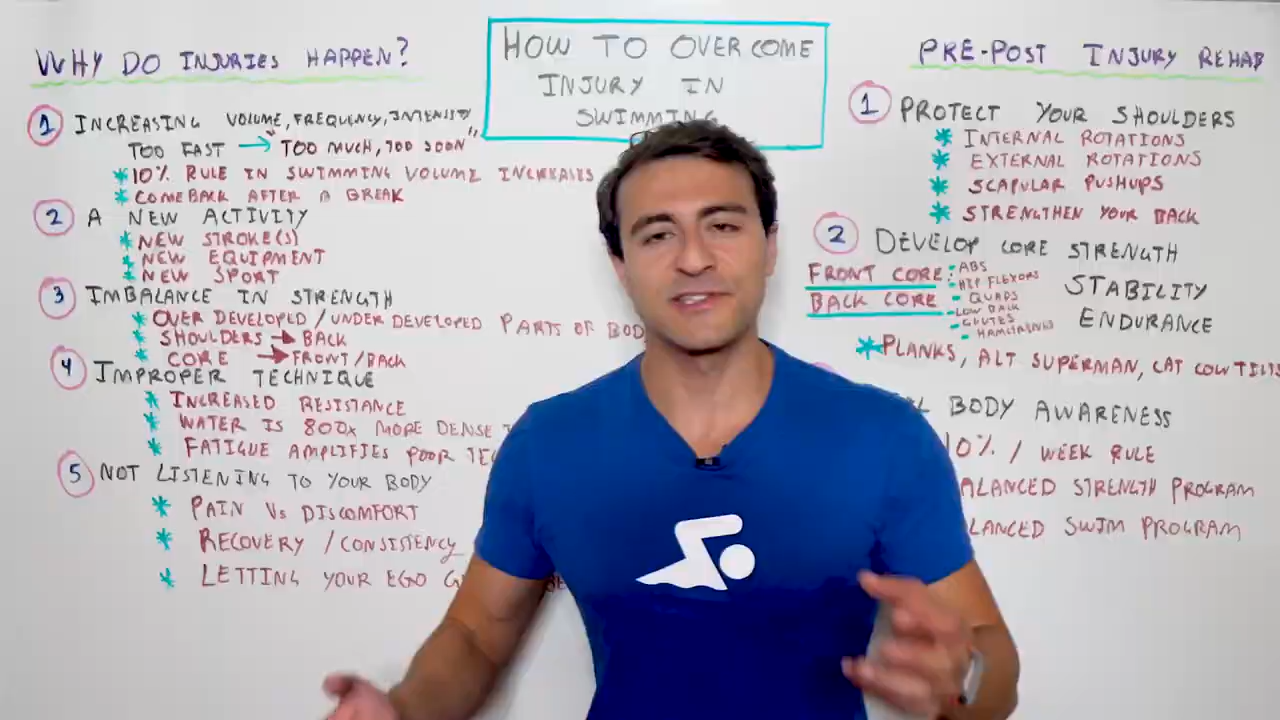 WHY DO INJURIES HAPPEN?
1 INCREASING VOLUME, FREQUENCY, INTENSITY
TOO FAST → "TOO MUCH, TOO SOON"
* 10% RULE IN SWIMMING VOLUME INCREASES
* COMEBACK AFTER A BREAK
2 A NEW ACTIVITY
* NEW STROKE(S)
* NEW EQUIPMENT
* NEW SPORT
3 IMBALANCE IN STRENGTH
* OVER DEVELOPED / UNDER DEVELOPED PARTS OF BOD
* SHOULDERS → BACK
* CORE → FRONT/BACK
4 IMPROPER TECHNIQUE
* INCREASED RESISTANCE
* WATER IS 800X MORE DENSE
* FATIGUE AMPLIFIES POOR TEC
5 NOT LISTENING TO YOUR BODY
* PAIN VS DISCOMFORT
* RECOVERY / CONSISTENCY
* LETTING YOUR EGO G
HOW TO OVERCOME
INJURY IN
SWIMMING
PRE-POST INJURY REHAB
1 PROTECT YOUR SHOULDERS
* INTERNAL ROTATIONS
* EXTERNAL ROTATIONS
* SCAPULAR PUSHUPS
* STRENGTHEN YOUR BACK
2 DEVELOP CORE STRENGTH
STABILITY
ENDURANCE
FRONT CORE: - ABS
- HIP FLEXORS
- QUADS
BACK CORE - LOW BACK
- GLUTES
- HAMSTRINGS
* PLANKS, ALT SUPERMAN, CAT COW TILTS
BODY AWARENESS
10% / WEEK RULE
ALANCED STRENGTH PROGRAM
LANCED SWIM PROGRAM